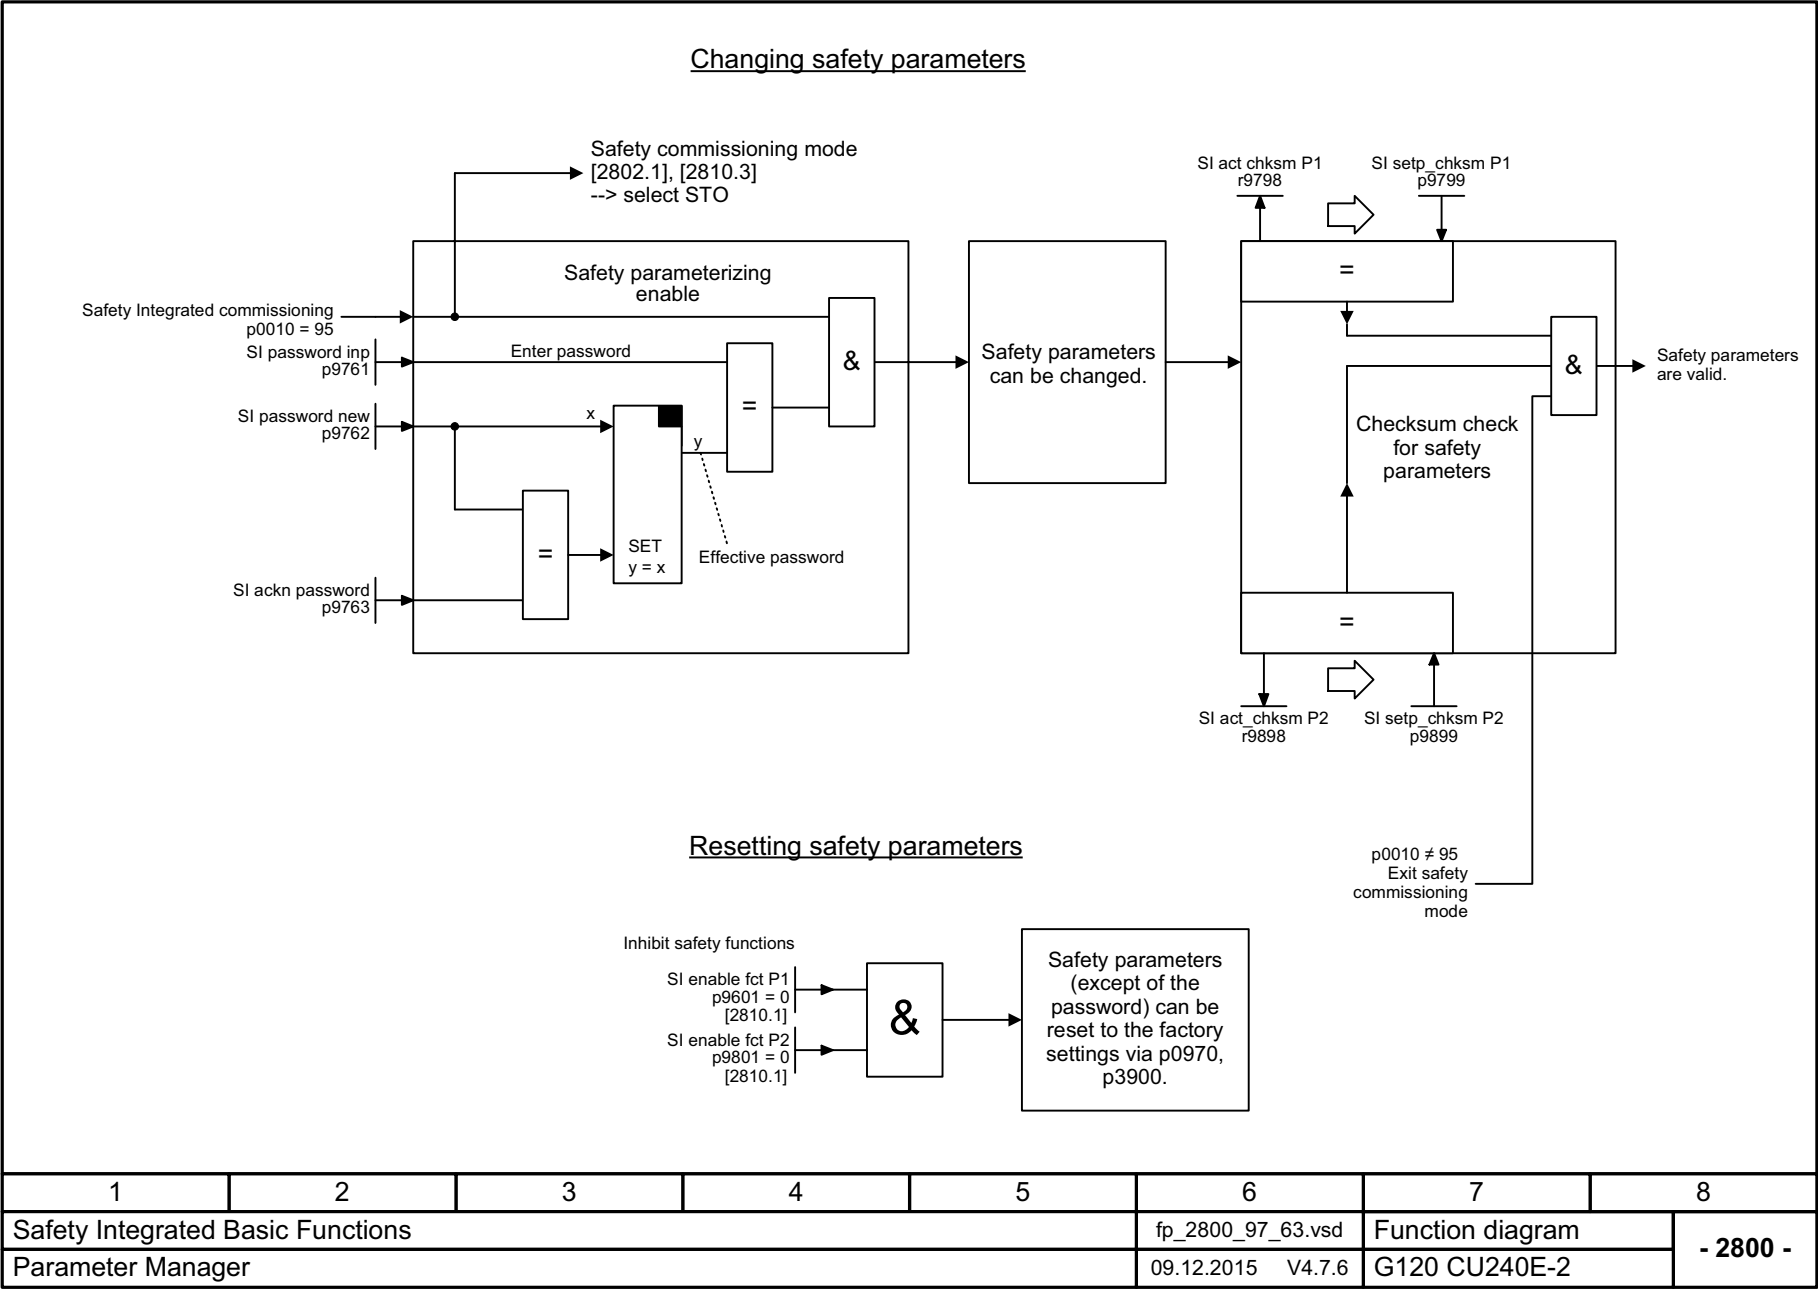 Changing safety parameters
Safety commissioning mode
[2802.1], [2810.3]
--> select STO
SI act chksm P1
r9798
SI setp_chksm P1
p9799
Safety parameterizing
enable
=
Safety Integrated commissioning
p0010 = 95
SI password inp
p9761
Enter password
&
=
Safety parameters
can be changed.
&
Safety parameters
are valid.
SI password new
p9762
x
y
Checksum check
for safety
parameters
=
SET
y = x
Effective password
SI ackn password
p9763
=
SI act_chksm P2
r9898
SI setp_chksm P2
p9899
Resetting safety parameters
p0010 ≠ 95
Exit safety
commissioning
mode
Inhibit safety functions
SI enable fct P1
p9601 = 0
[2810.1]
SI enable fct P2
p9801 = 0
[2810.1]
&
Safety parameters
(except of the
password) can be
reset to the factory
settings via p0970,
p3900.
1 2 3 4 5 6 7 8
Safety Integrated Basic Functions fp_2800_97_63.vsd Function diagram
- 2800 -
Parameter Manager 09.12.2015 V4.7.6 G120 CU240E-2